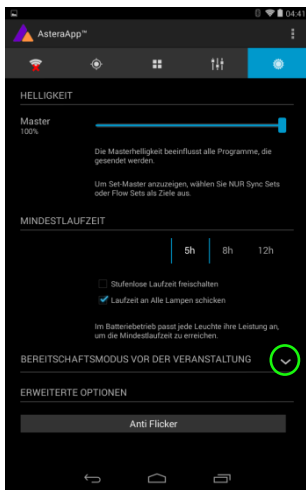 04:41
AsteraApp™
HELLIGKEIT
Master
100%
Die Masterhelligkeit beeinflusst alle Programme, die
gesendet werden.
Um Set-Master anzuzeigen, wählen Sie NUR Sync Sets
oder Flow Sets als Ziele aus.
MINDESTLAUFZEIT
5h 8h 12h
Stufenlose Laufzeit freischalten
Laufzeit an Alle Lampen schicken
Im Batteriebetrieb passt jede Leuchte ihre Leistung an,
um die Mindestlaufzeit zu erreichen.
BEREITSCHAFTSMODUS VOR DER VERANSTALTUNG
ERWEITERTE OPTIONEN
Anti Flicker